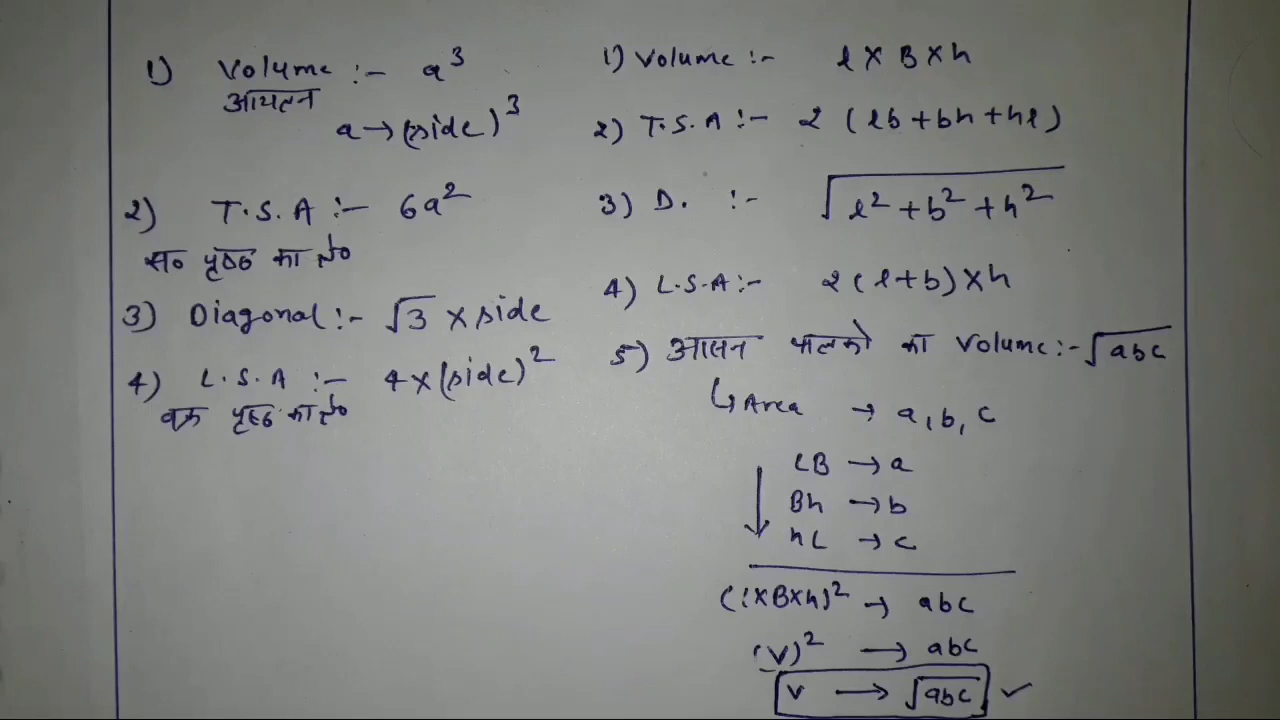 1) Volume :- a³
आयतन
a → (side)³
2) T.S.A :- 6a²
स० पृष्ठ का क्षे०
3) Diagonal :- √3 × side
4) L.S.A :- 4×(side)²
वक्र पृष्ठ का क्षे०
1) Volume :- l × B × h
2) T.S.A :- 2 (lb + bh + hl)
3) D. :- √l² + b² + h²
4) L.S.A :- 2 (l+b) × h
5) आसन का Volume :- √abc
↳ Area → a, b, c
LB → a
Bh → b
hL → c
(l×B×h)² → abc
(V)² → abc
V → √abc ✓